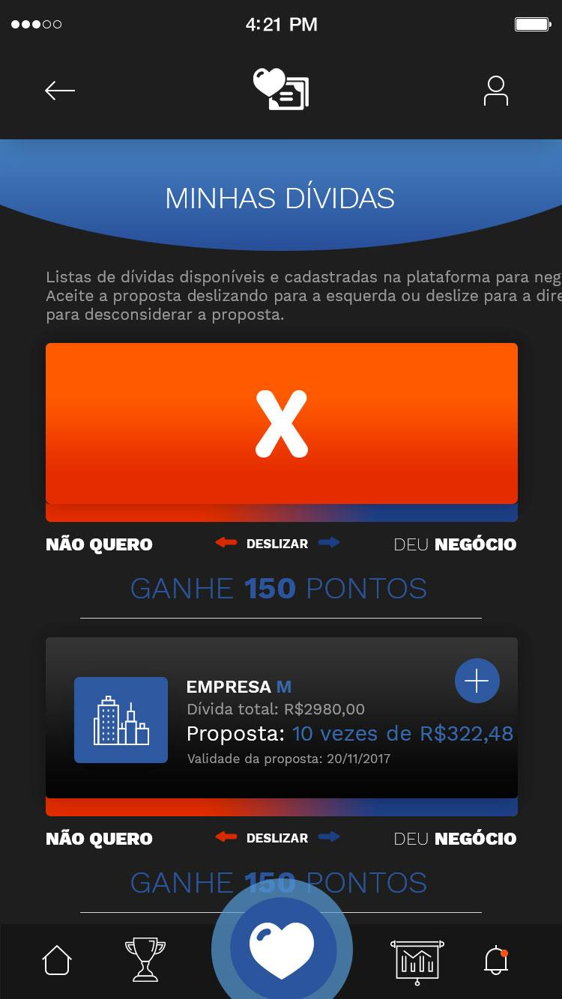 4:21 PM
MINHAS DÍVIDAS
Listas de dívidas disponíveis e cadastradas na plataforma para
Aceite a proposta deslizando para a esquerda ou deslize para a
para desconsiderar a proposta.
X
NÃO QUERO DESLIZAR DEU NEGÓCIO
GANHE 150 PONTOS
EMPRESA M
Dívida total: R$2980,00
Proposta: 10 vezes de R$322,48
Validade da proposta: 20/11/2017
NÃO QUERO DESLIZAR DEU NEGÓCIO
GANHE 150 PONTOS